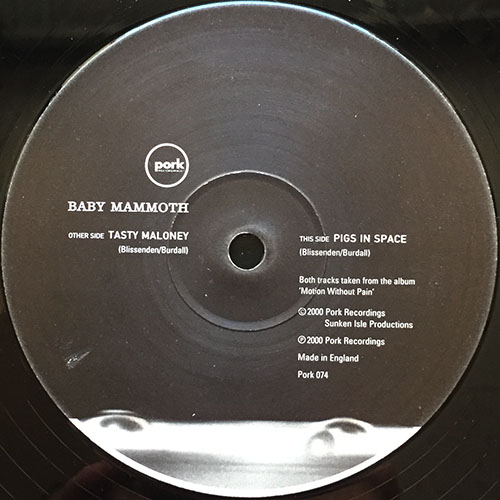 pork
RECORDINGS
BABY MAMMOTH
OTHER SIDE TASTY MALONEY
(Blissenden/Burdall)
THIS SIDE PIGS IN SPACE
(Blissenden/Burdall)
Both tracks taken from the album
'Motion Without Pain'
© 2000 Pork Recordings
Sunken Isle Productions
℗ 2000 Pork Recordings
Made in England
Pork 074